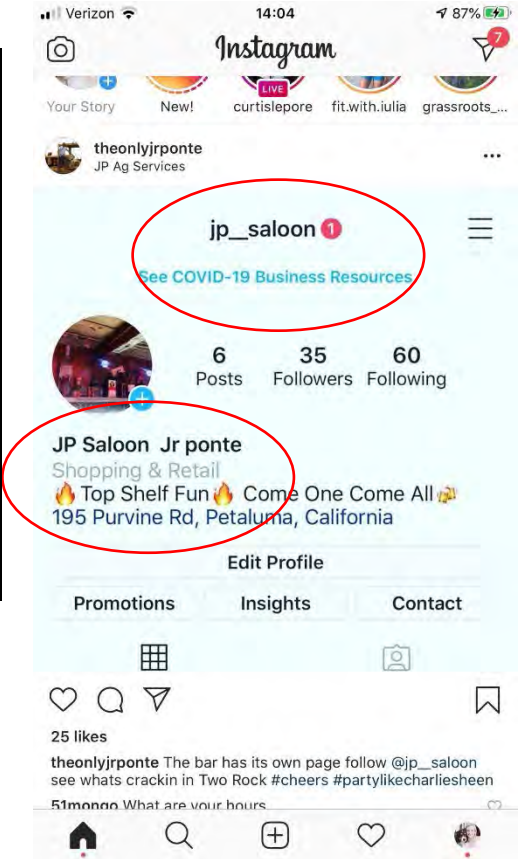 Verizon 14:04 87%
Instagram 7
LIVE
Your Story New! curtislepore fit.with.iulia grassroots_...
theonlyjrponte
JP Ag Services
jp__saloon 1
See COVID-19 Business Resources
6 35 60
Posts Followers Following
JP Saloon Jr ponte
Shopping & Retail
🔥 Top Shelf Fun🔥 Come One Come All🍻
195 Purvine Rd, Petaluma, California
Edit Profile
Promotions Insights Contact
25 likes
theonlyjrponte The bar has its own page follow @jp__saloon
see whats crackin in Two Rock #cheers #partylikecharliesheen
51mongo What are your hours